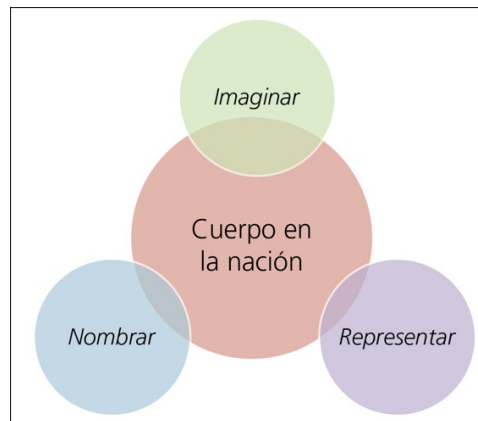 Imaginar
Cuerpo en
la nación
Nombrar
Representar